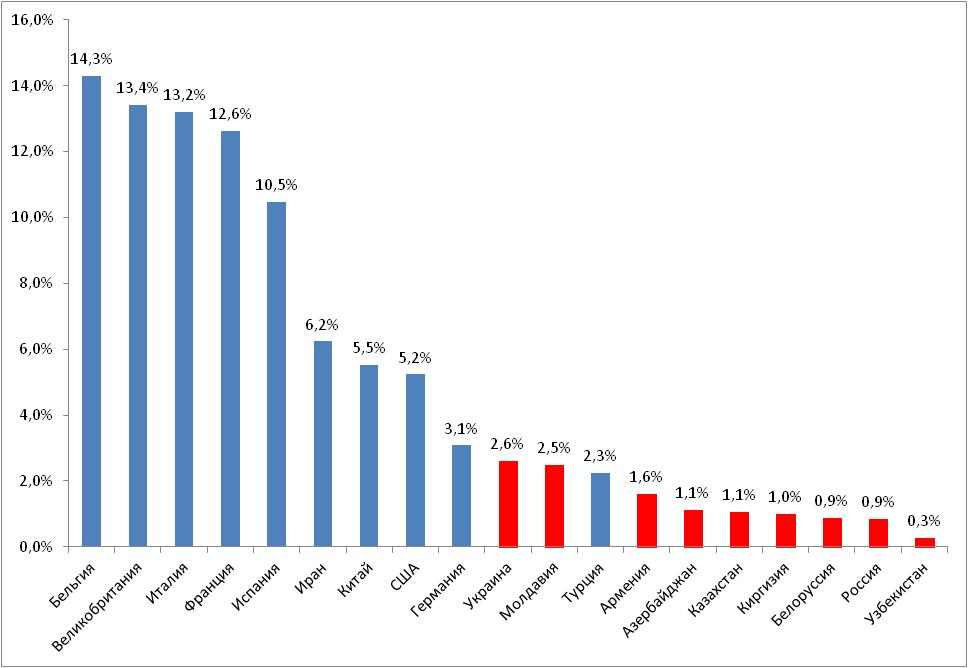 16,0%
14,0%
12,0%
10,0%
8,0%
6,0%
4,0%
2,0%
0,0%
14,3%
13,4%
13,2%
12,6%
10,5%
6,2%
5,5%
5,2%
3,1%
2,6%
2,5%
2,3%
1,6%
1,1%
1,1%
1,0%
0,9%
0,9%
0,3%
Бельгия
Великобритания
Италия
Франция
Испания
Иран
Китай
США
Германия
Украина
Молдавия
Турция
Армения
Азербайджан
Казахстан
Киргизия
Белоруссия
Россия
Узбекистан